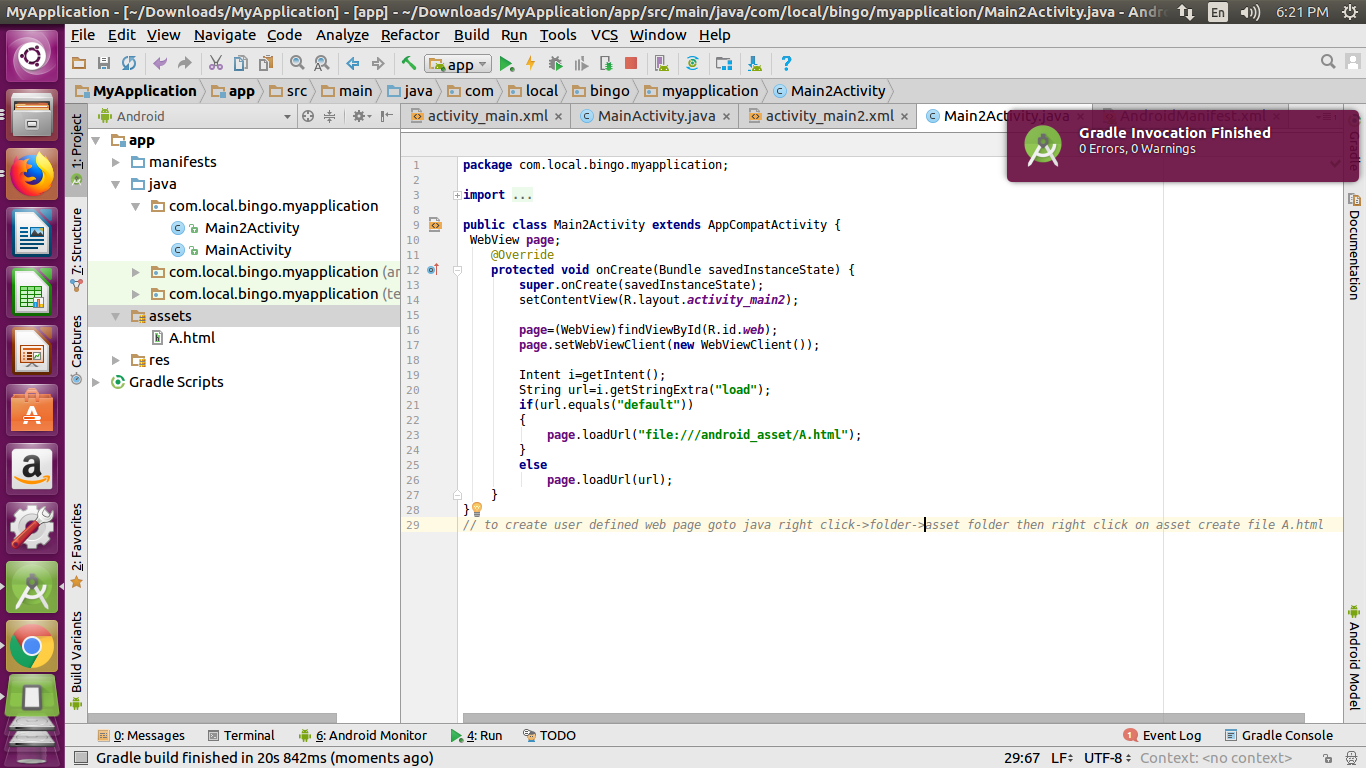 MyApplication - [~/Downloads/MyApplication] - [app] - ~/Downloads/MyApplication/app/src/main/java/com/local/bingo/myapplication/Main2Activity.java - Andro
En
6:21 PM
File Edit View Navigate Code Analyze Refactor Build Run Tools VCS Window Help
app
MyApplication app src main java com local bingo myapplication Main2Activity
Android
activity_main.xml MainActivity.java activity_main2.xml Main2Activity.java AndroidManifest.xml
Gradle Invocation Finished
0 Errors, 0 Warnings
1: Project
7: Structure
Captures
2: Favorites
Build Variants
app
manifests
java
com.local.bingo.myapplication
Main2Activity
MainActivity
com.local.bingo.myapplication (an
com.local.bingo.myapplication (te
assets
A.html
res
Gradle Scripts
1 package com.local.bingo.myapplication;
2
3 import ...
8
9 public class Main2Activity extends AppCompatActivity {
10 WebView page;
11 @Override
12 protected void onCreate(Bundle savedInstanceState) {
13 super.onCreate(savedInstanceState);
14 setContentView(R.layout.activity_main2);
15
16 page=(WebView)findViewById(R.id.web);
17 page.setWebViewClient(new WebViewClient());
18
19 Intent i=getIntent();
20 String url=i.getStringExtra("load");
21 if(url.equals("default"))
22 {
23 page.loadUrl("file:///android_asset/A.html");
24 }
25 else
26 page.loadUrl(url);
27 }
28 }
29 // to create user defined web page goto java right click->folder->asset folder then right click on asset create file A.html
Gradle
Documentation
Android Model
0: Messages Terminal 6: Android Monitor 4: Run TODO
1 Event Log Gradle Console
Gradle build finished in 20s 842ms (moments ago)
29:67 LF UTF-8 Context: <no context>